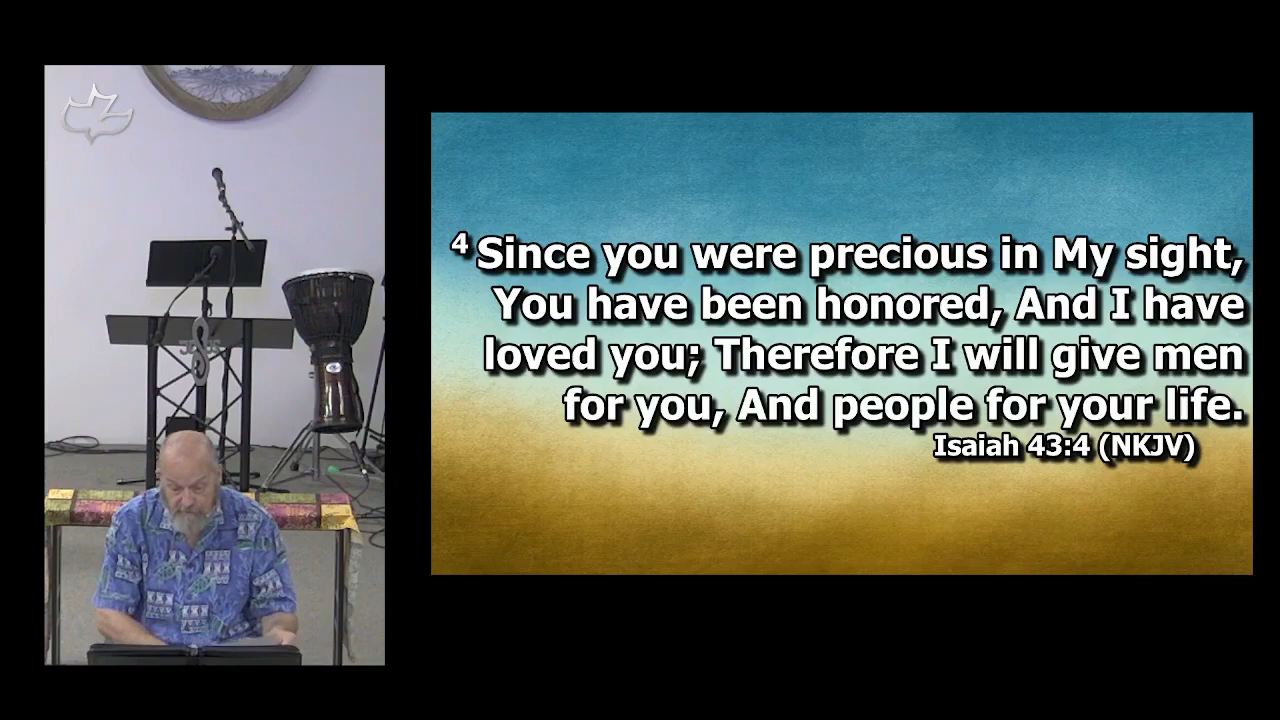 4 Since you were precious in My sight,
You have been honored, And I have
loved you; Therefore I will give men
for you, And people for your life.
Isaiah 43:4 (NKJV)